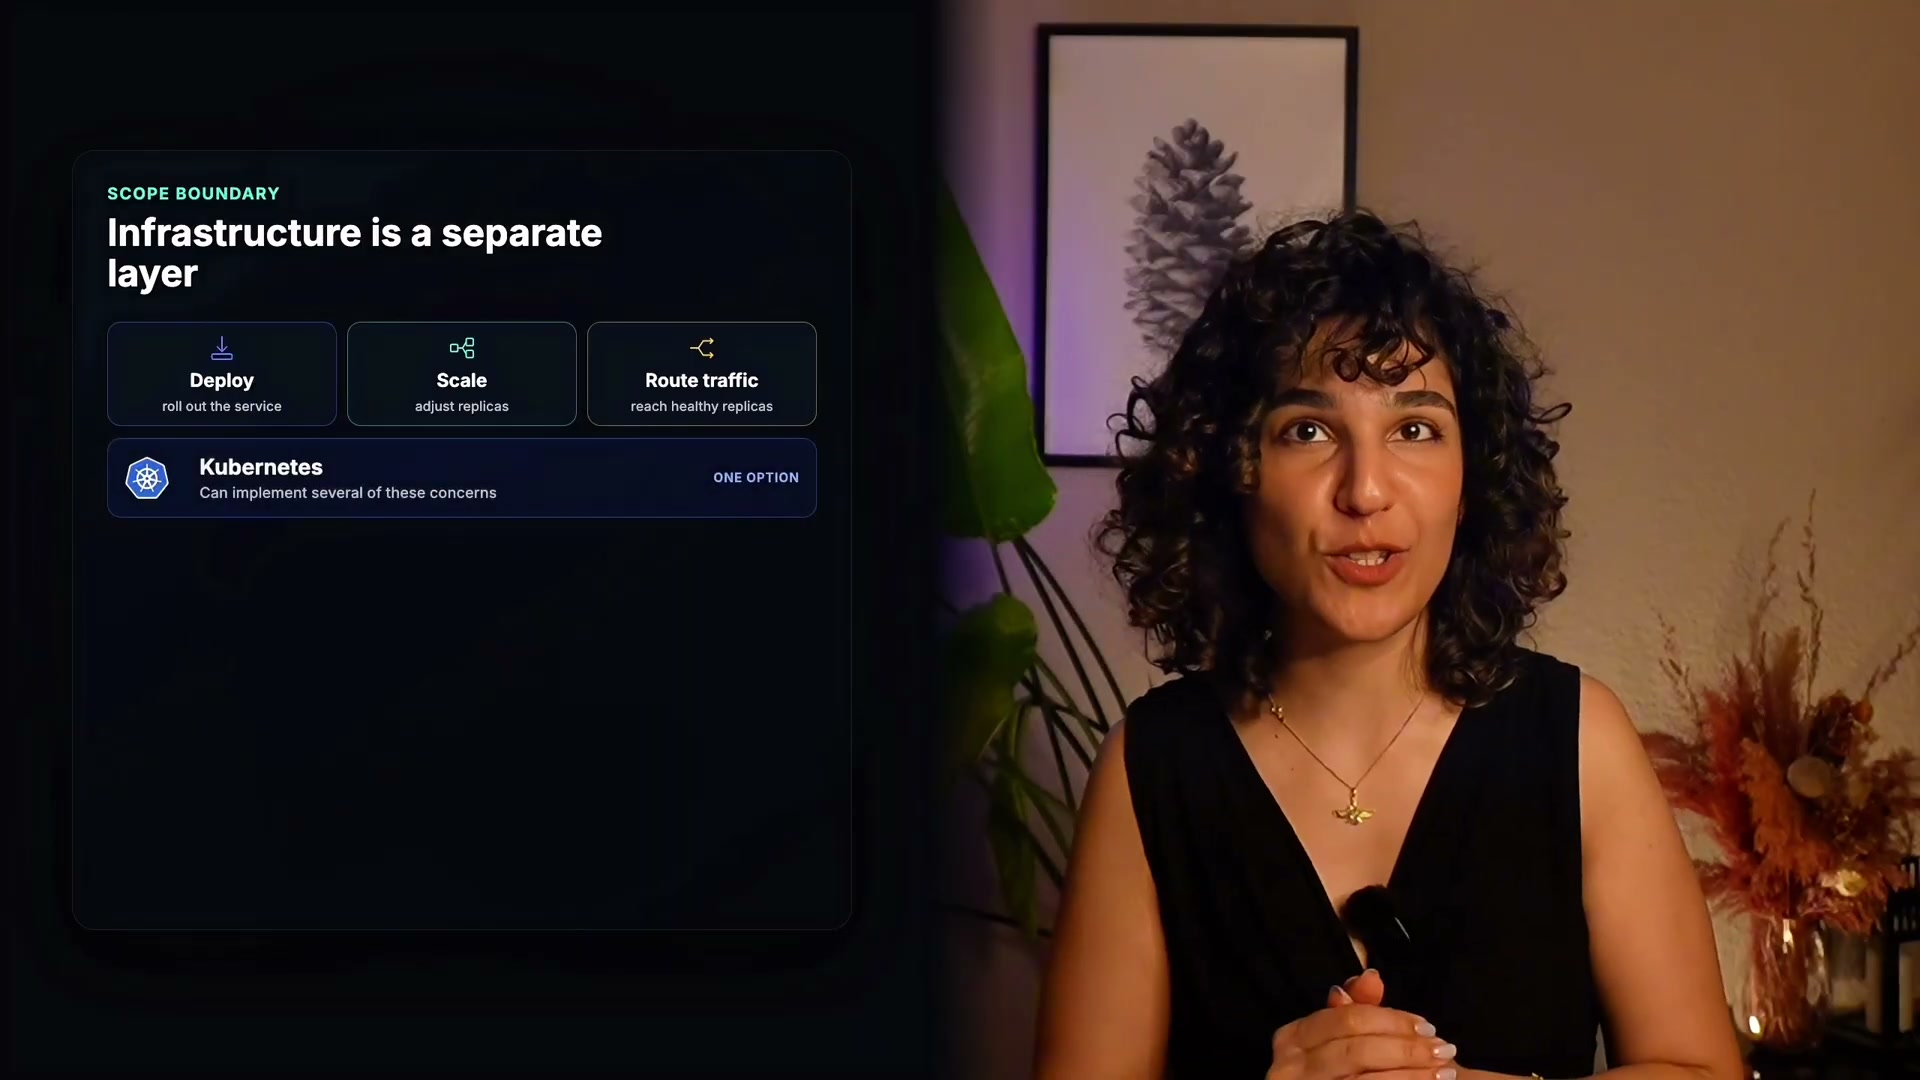 SCOPE BOUNDARY
Infrastructure is a separate
layer
Deploy
roll out the service
Scale
adjust replicas
Route traffic
reach healthy replicas
Kubernetes
Can implement several of these concerns
ONE OPTION